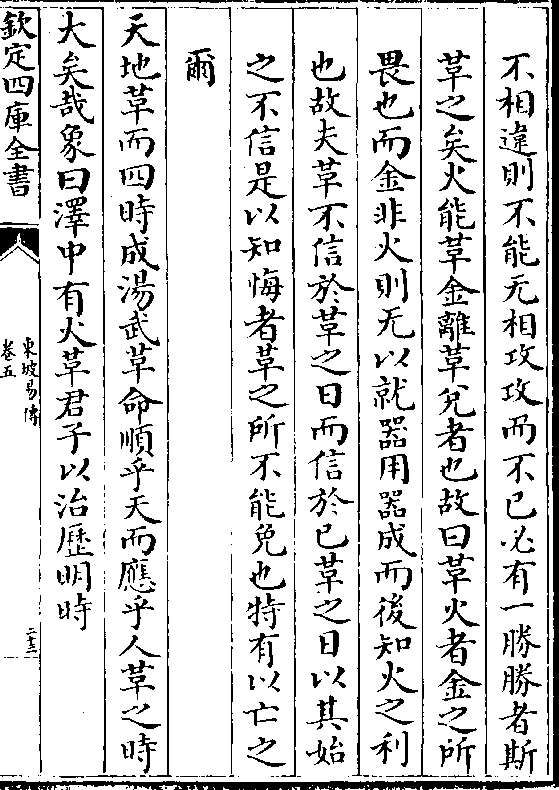 不相違則不能无相攻攻而不已必有一勝勝者斯
革之矣火能革金離革兌者也故曰革火者金之所
畏也而金非火則无以就器用器成而後知火之利
也故夫革不信於革之日而信於已革之日以其始
之不信是以知悔者革之所不能免也特有以亡之
爾
天地革而四時成湯武革命順乎天而應乎人革之時
大矣哉象曰澤中有火革君子以治歷明時
欽定四庫全書
東坡易傳
卷五
二十三